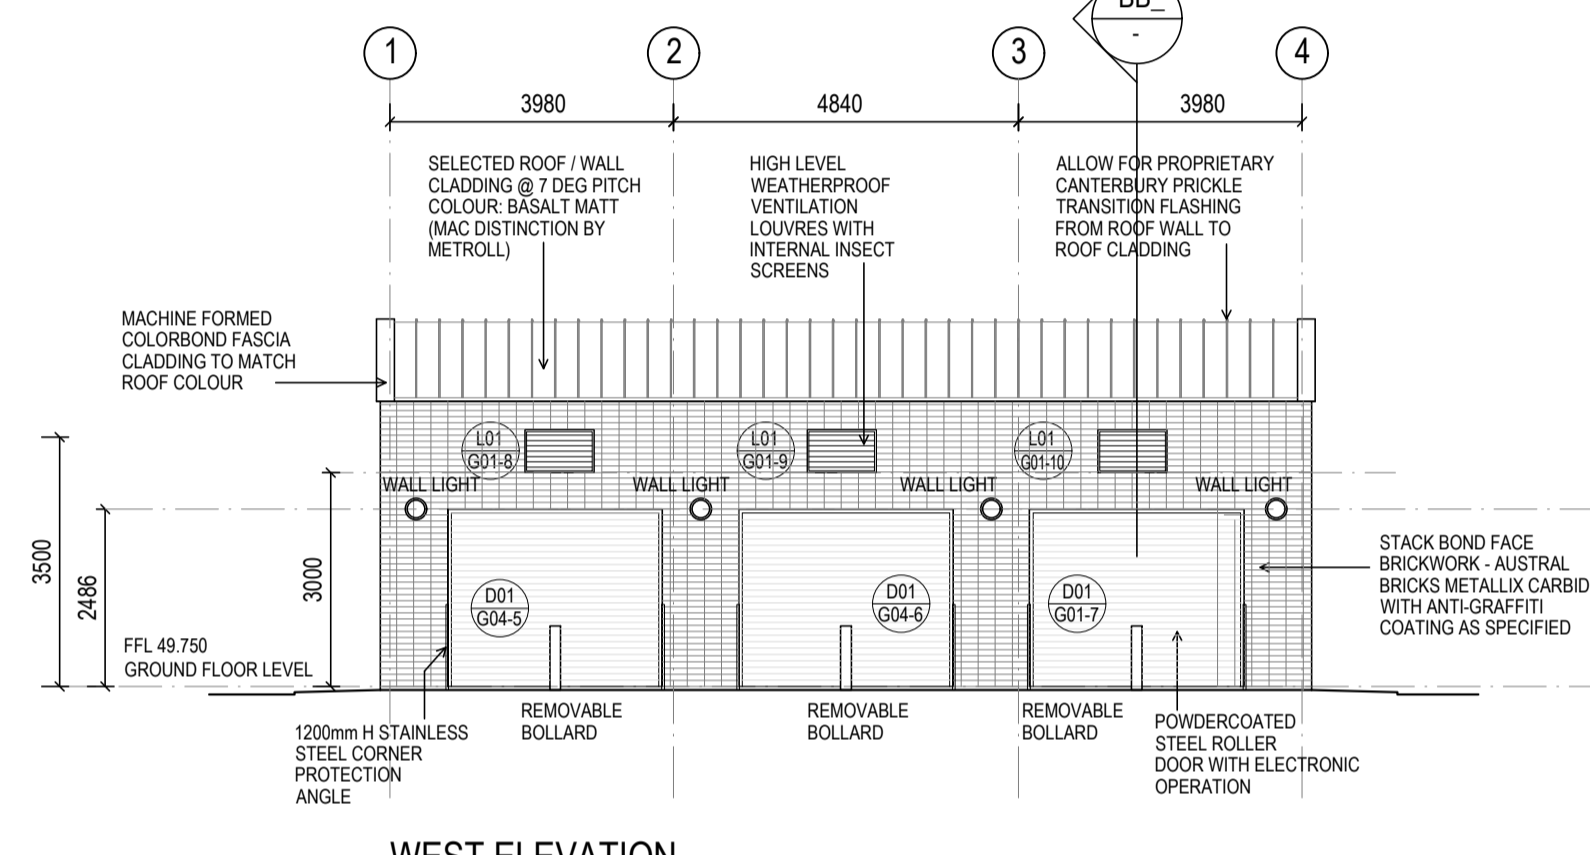 BB_
-
1
2
3
4
3980
4840
3980
SELECTED ROOF / WALL
CLADDING @ 7 DEG PITCH
COLOUR: BASALT MATT
(MAC DISTINCTION BY
METROLL)
HIGH LEVEL
WEATHERPROOF
VENTILATION
LOUVRES WITH
INTERNAL INSECT
SCREENS
ALLOW FOR PROPRIETARY
CANTERBURY PRICKLE
TRANSITION FLASHING
FROM ROOF WALL TO
ROOF CLADDING
MACHINE FORMED
COLORBOND FASCIA
CLADDING TO MATCH
ROOF COLOUR
L01
G01-8
L01
G01-9
L01
G01-10
WALL LIGHT
WALL LIGHT
WALL LIGHT
WALL LIGHT
3500
2486
3000
D01
G04-5
D01
G04-6
D01
G01-7
STACK BOND FACE
BRICKWORK - AUSTRAL
BRICKS METALLIX CARBID
WITH ANTI-GRAFFITI
COATING AS SPECIFIED
FFL 49.750
GROUND FLOOR LEVEL
1200mm H STAINLESS
STEEL CORNER
PROTECTION
ANGLE
REMOVABLE
BOLLARD
REMOVABLE
BOLLARD
REMOVABLE
BOLLARD
POWDERCOATED
STEEL ROLLER
DOOR WITH ELECTRONIC
OPERATION
WEST ELEVATION